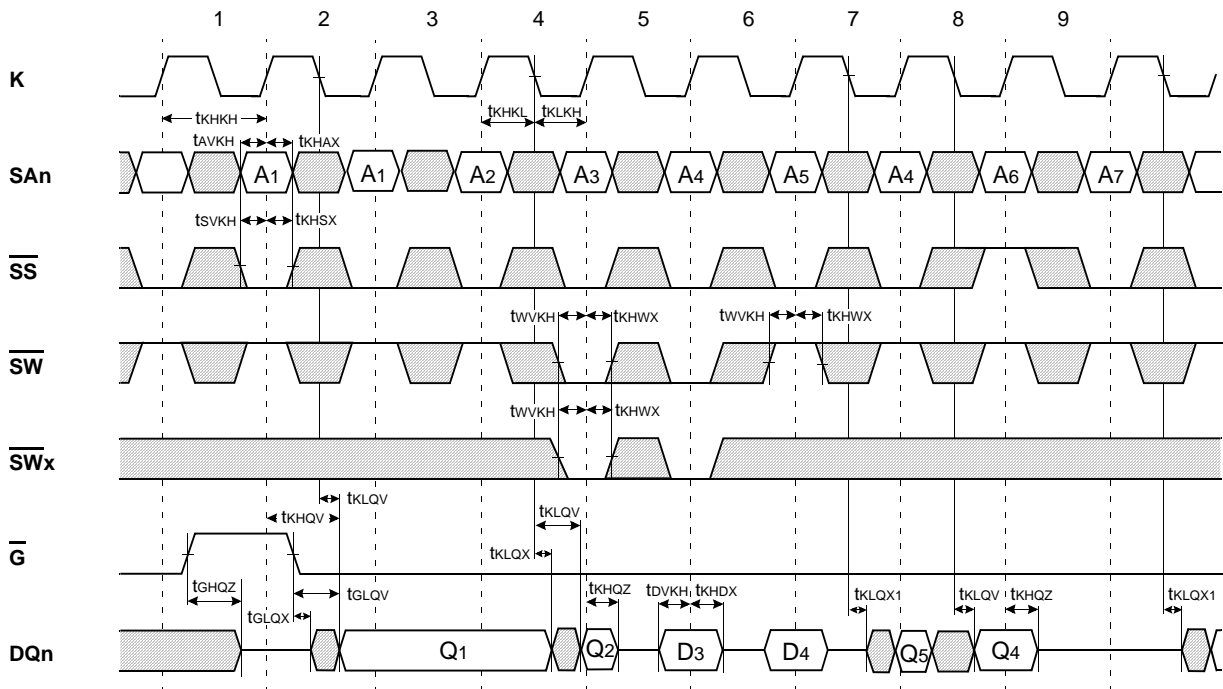 1 2 3 4 5 6 7 8 9
K
tKHKH tKHKL tKLKH
tAVKH tKHAX
SAn A1 A1 A2 A3 A4 A5 A4 A6 A7
tSVKH tKHSX
SS
tWVKH tKHWX tWVKH tKHWX
SW
tWVKH tKHWX
SWx
tKLQV
tKHQV tKLQV
G
tKLQX
tGHQZ tGLQV tKHQZ tDVKH tKHDX tKLQX1 tKLQV tKHQZ tKLQX1
tGLQX
DQn Q1 Q2 D3 D4 Q5 Q4